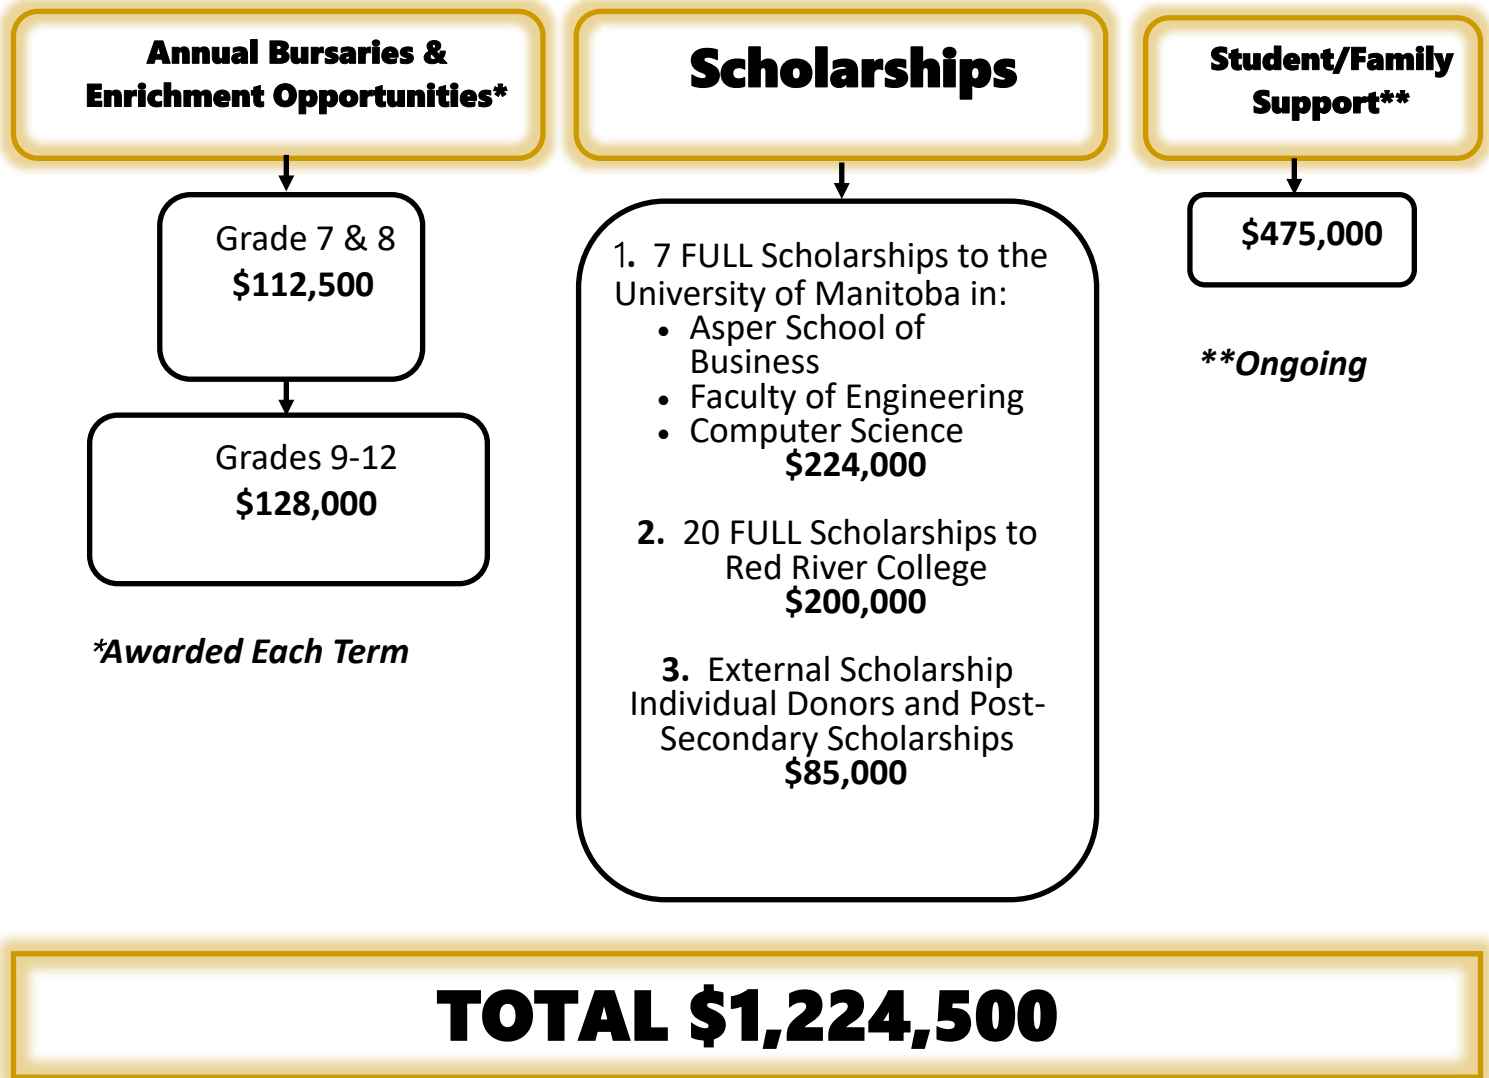 Annual Bursaries &
Enrichment Opportunities*
Grade 7 & 8
$112,500
Grades 9-12
$128,000
*Awarded Each Term
Scholarships
1. 7 FULL Scholarships to the
University of Manitoba in:
• Asper School of
Business
• Faculty of Engineering
• Computer Science
$224,000
2. 20 FULL Scholarships to
Red River College
$200,000
3. External Scholarship
Individual Donors and Post-
Secondary Scholarships
$85,000
Student/Family
Support**
$475,000
**Ongoing
TOTAL $1,224,500